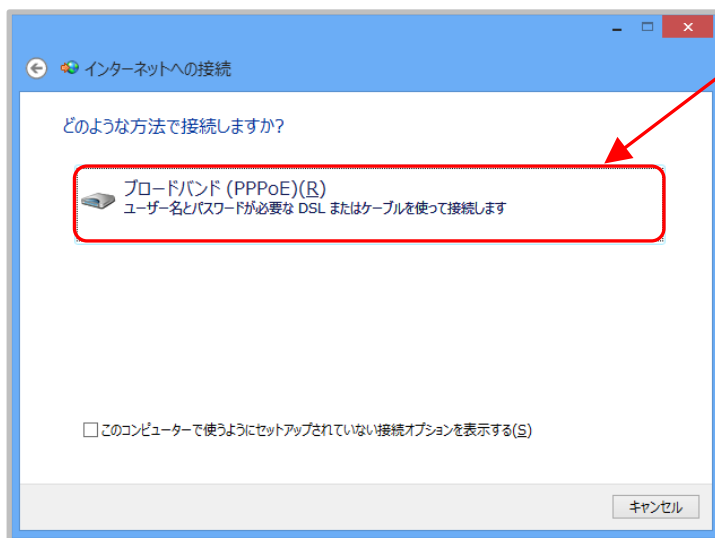 インターネットへの接続
どのような方法で接続しますか?
ブロードバンド (PPPoE)(R)
ユーザー名とパスワードが必要な DSL またはケーブルを使って接続します
このコンピューターで使うようにセットアップされていない接続オプションを表示する(S)
キャンセル